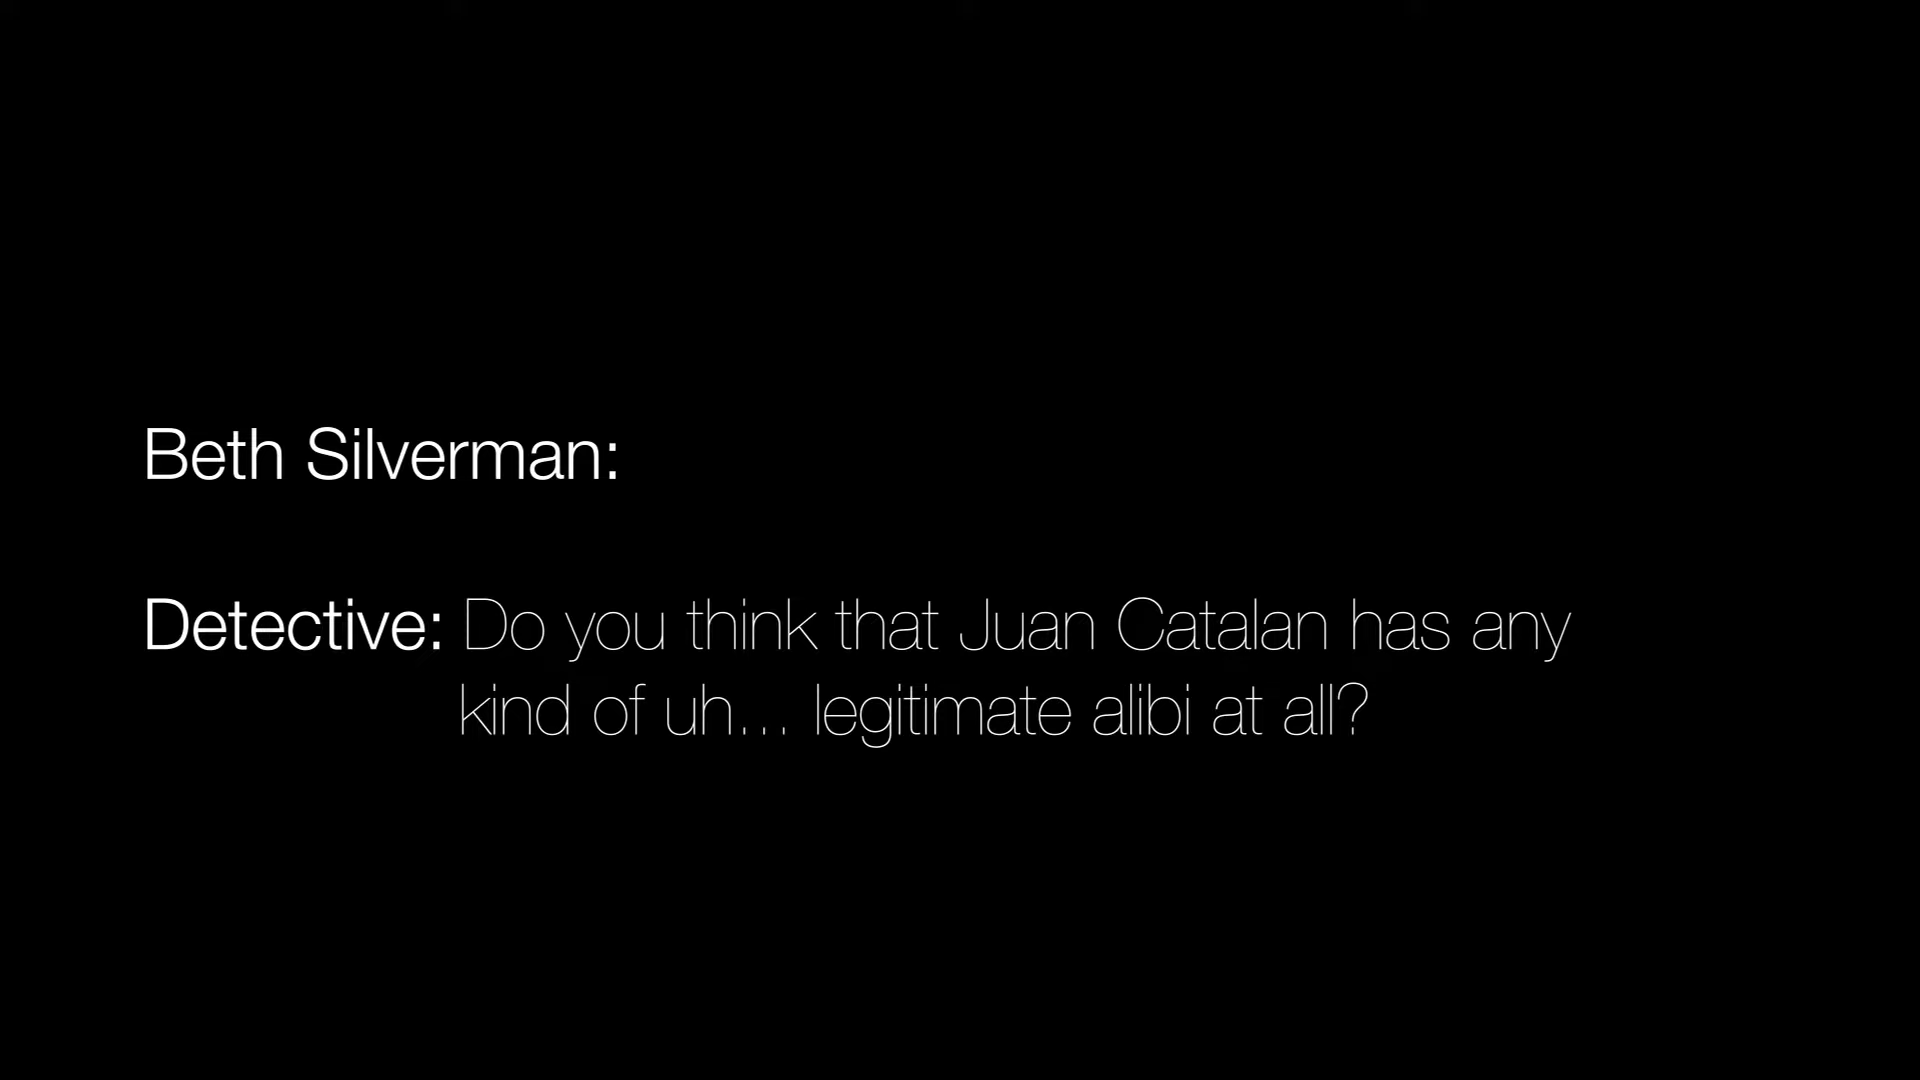 Beth Silverman:
Detective: Do you think that Juan Catalan has any
kind of uh... legitimate alibi at all?